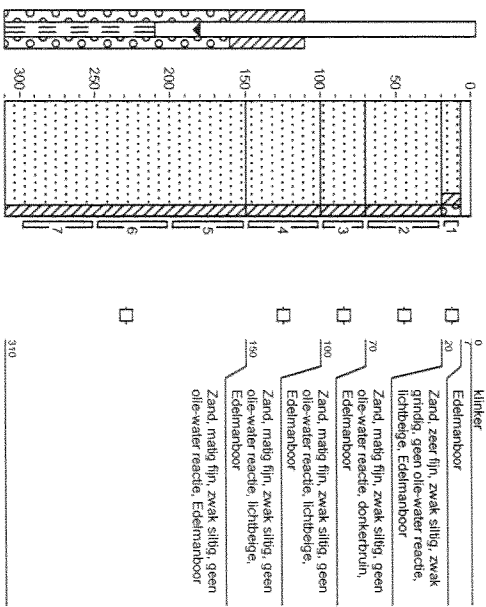 0-
50-
100-
150-
200-
250-
300-
1
2
3
4
5
6
7
0
klinker
7
Edelmanboor
20
Zand, zeer fijn, zwak siltig, zwak
grindig, geen olie-water reactie,
lichtbeige, Edelmanboor
70
Zand, matig fijn, zwak siltig, geen
olie-water reactie, donkerbruin,
Edelmanboor
100
Zand, matig fijn, zwak siltig, geen
olie-water reactie, lichtbeige,
Edelmanboor
150
Zand, matig fijn, zwak siltig, geen
olie-water reactie, lichtbeige,
Edelmanboor
Zand, matig fijn, zwak siltig, geen
olie-water reactie, Edelmanboor
310